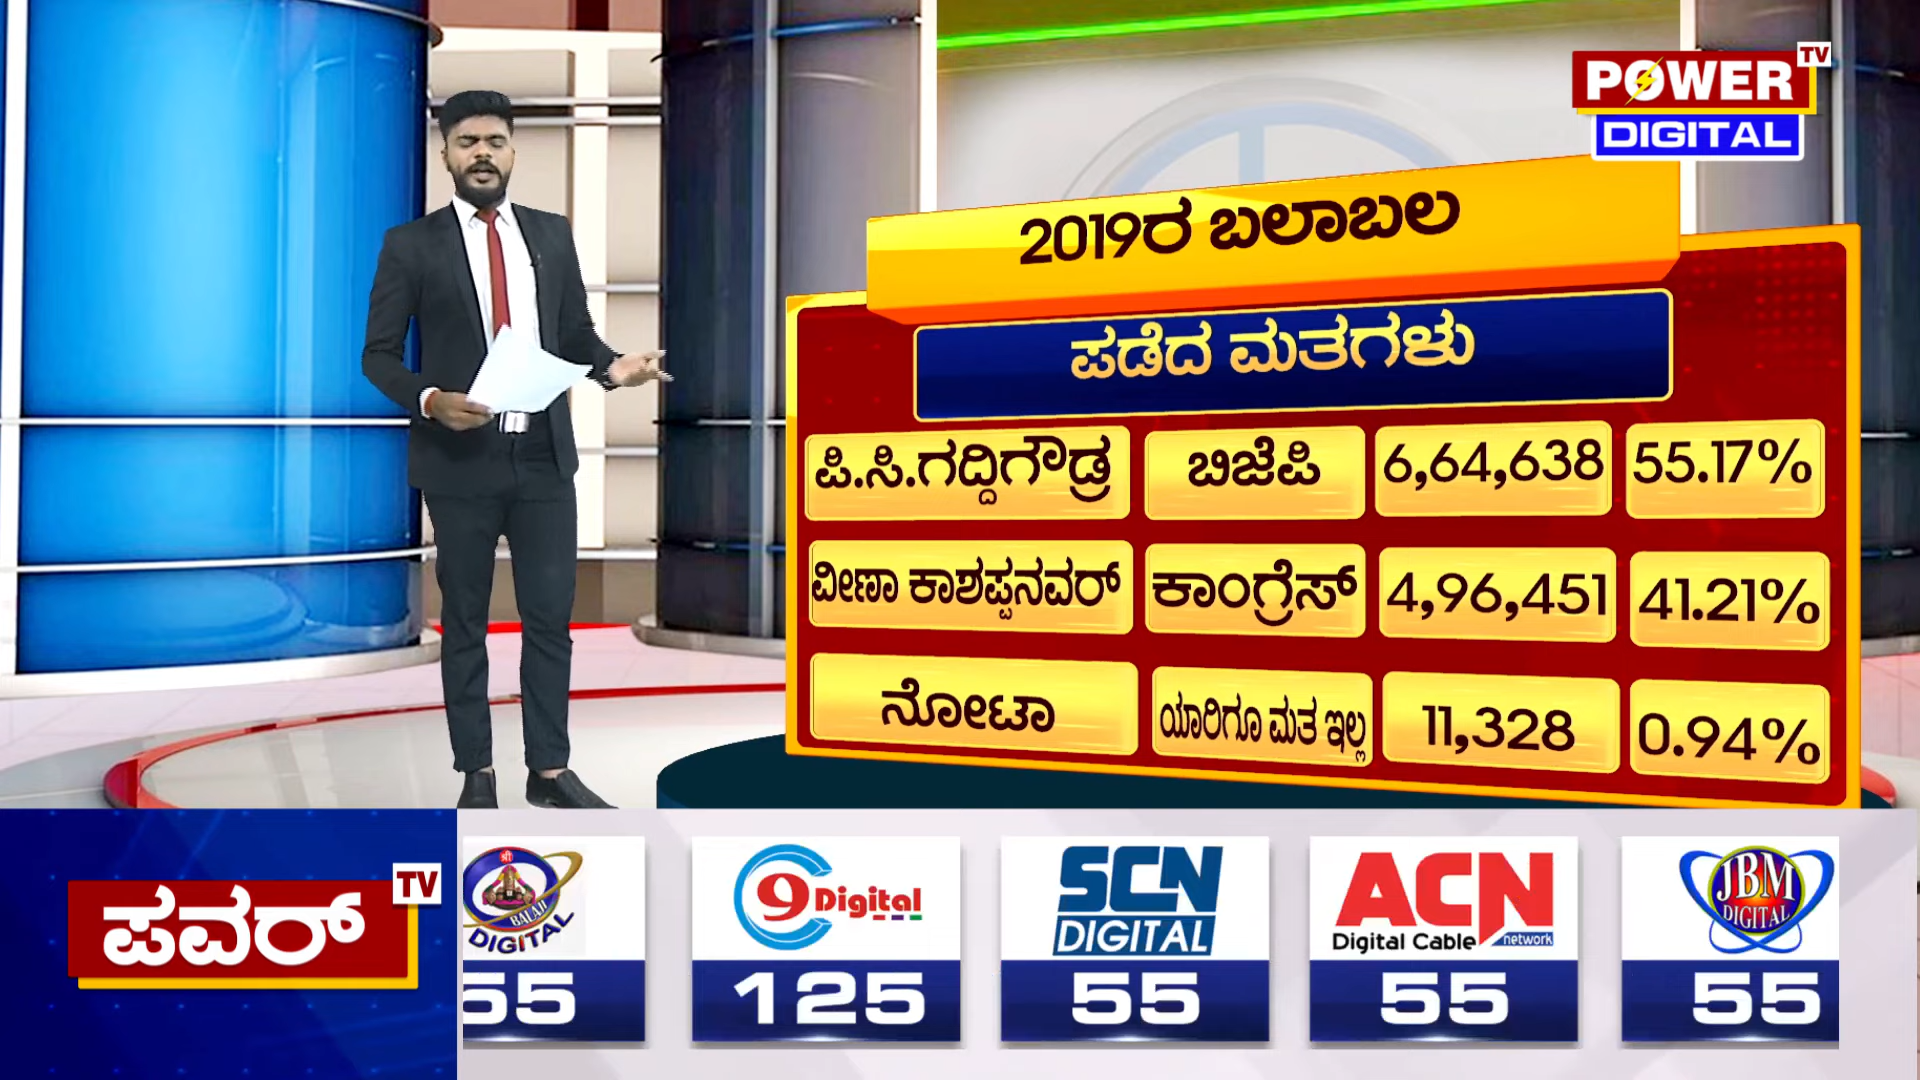 POWER TV
DIGITAL
2019ರ ಬಲಾಬಲ
ಪಡೆದ ಮತಗಳು
ಪಿ.ಸಿ.ಗದ್ದಿಗೌಡ್ರ ಬಿಜೆಪಿ 6,64,638 55.17%
ವೀಣಾ ಕಾಶಪ್ಪನವರ್ ಕಾಂಗ್ರೆಸ್ 4,96,451 41.21%
ನೋಟಾ ಯಾರಿಗೂ ಮತ ಇಲ್ಲ 11,328 0.94%
ಪವರ್ TV
श्री
BALAJI
DIGITAL
55
9 Digital
125
SCN
DIGITAL
55
ACN
Digital Cable network
55
JBM
DIGITAL
55